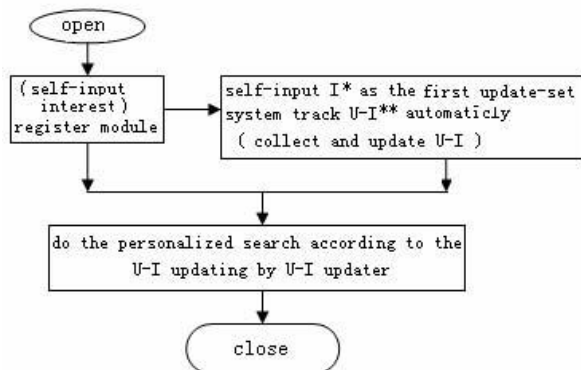 open
(self-input
interest)
register module
self-input I* as the first update-set
system track U-I** automaticly
( collect and update U-I )
do the personalized search according to the
U-I updating by U-I updater
close